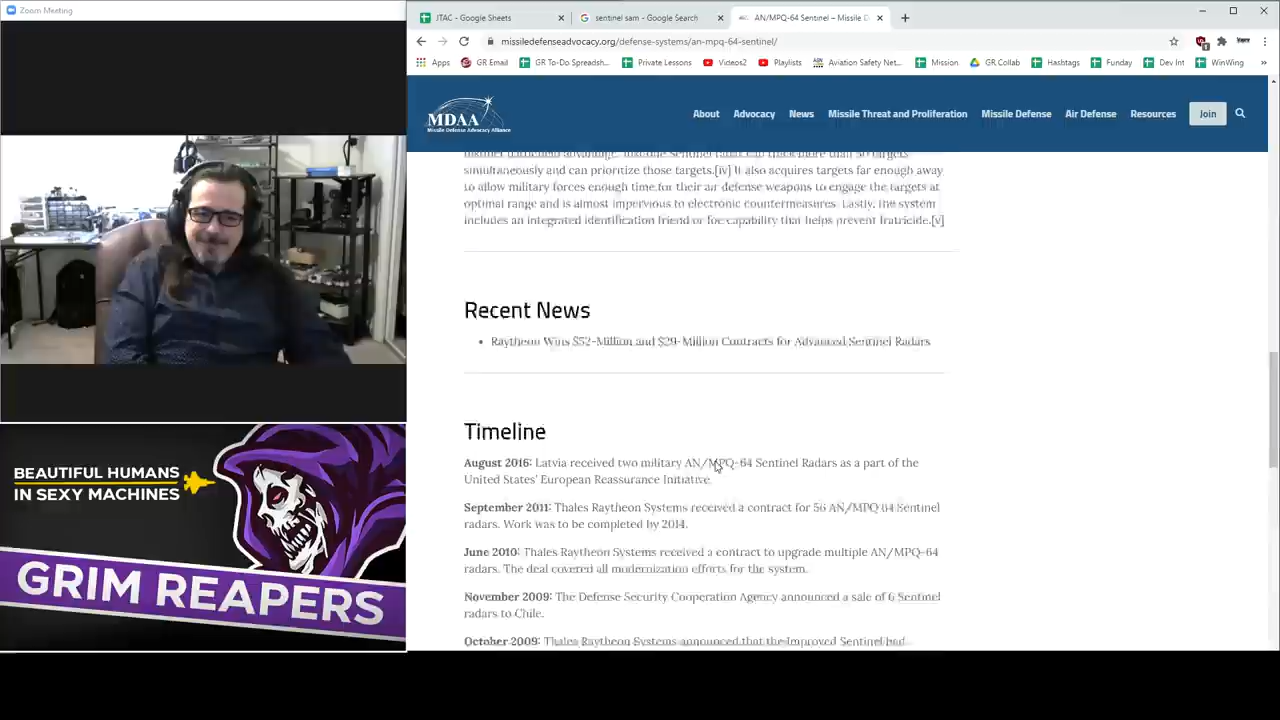 Zoom Meeting
JTAC - Google Sheets
sentinel sam - Google Search
AN/MPQ-64 Sentinel – Missile D
missiledefenseadvocacy.org/defense-systems/an-mpq-64-sentinel/
Apps
GR Email
GR To-Do Spreadsh...
Private Lessons
Videos2
Playlists
Aviation Safety Net...
Mission
GR Collab
Hashtags
Funday
Dev Int
WinWing
MDAA
Missile Defense Advocacy Alliance
About
Advocacy
News
Missile Threat and Proliferation
Missile Defense
Air Defense
Resources
Join
simultaneously and can prioritize those targets.[iv] It also acquires targets far enough away
to allow military forces enough time for their air defense weapons to engage the targets at
optimal range and is almost impervious to electronic countermeasures. Lastly, the system
includes an integrated identification friend or foe capability that helps prevent fratricide.[v]
Recent News
• Raytheon Wins $52-Million and $29-Million Contracts for Advanced Sentinel Radars
Timeline
August 2016: Latvia received two military AN/MPQ-64 Sentinel Radars as a part of the
United States' European Reassurance Initiative.
September 2011: Thales Raytheon Systems received a contract for 56 AN/MPQ 64 Sentinel
radars. Work was to be completed by 2014.
June 2010: Thales Raytheon Systems received a contract to upgrade multiple AN/MPQ-64
radars. The deal covered all modernization efforts for the system.
November 2009: The Defense Security Cooperation Agency announced a sale of 6 Sentinel
radars to Chile.
October 2009: Thales Raytheon Systems announced that the Improved Sentinel had
BEAUTIFUL HUMANS
IN SEXY MACHINES
GRIM REAPERS